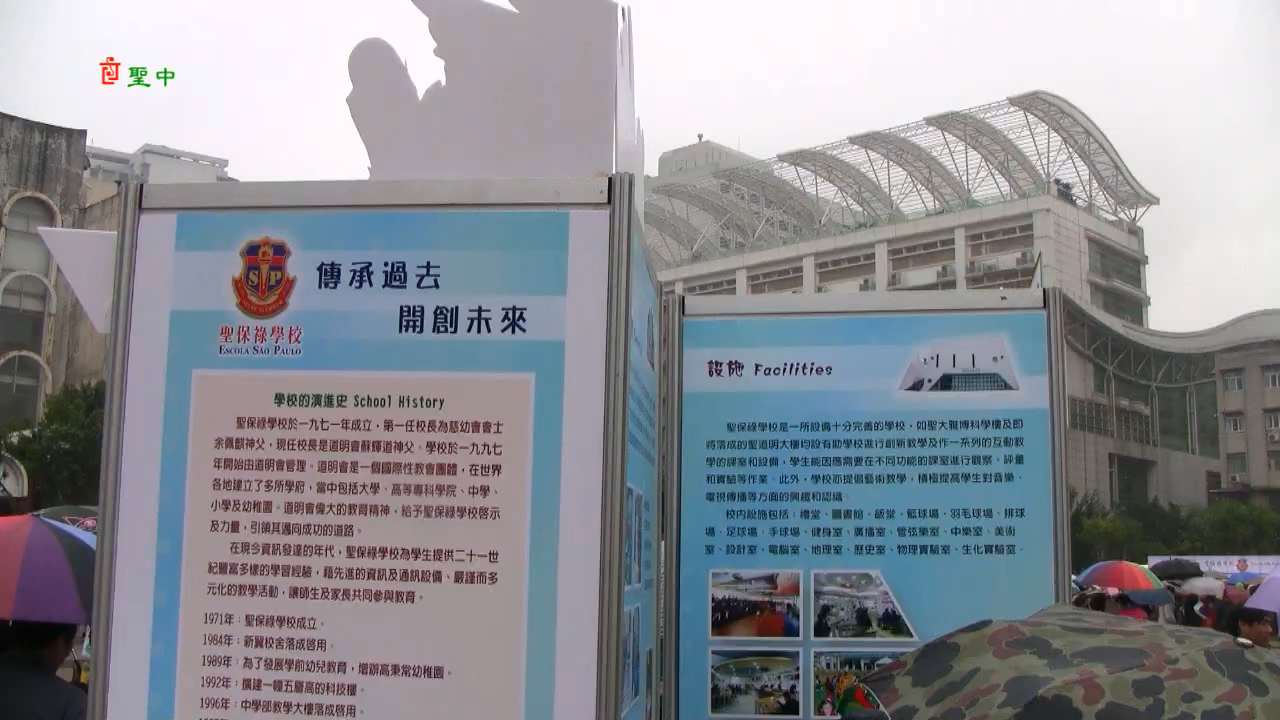 聖中
SP
傳承過去
開創未來
聖保祿學校
ESCOLA SÃO PAULO
學校的演進史 School History
聖保祿學校於一九七一年成立，第一任校長為慈幼會會士
余佩麒神父，現任校長是道明會蘇輝道神父。學校於一九九七
年開始由道明會管理。道明會是一個國際性教會團體，在世界
各地建立了多所學府，當中包括大學、高等專科學院、中學、
小學及幼稚園。道明會偉大的教育精神，給予聖保祿學校啓示
及力量，引領其邁向成功的道路。
在現今資訊發達的年代，聖保祿學校為學生提供二十一世
紀豐富多樣的學習經驗，藉先進的資訊及通訊設備、嚴謹而多
元化的教學活動，讓師生及家長共同參與教育。
1971年：聖保祿學校成立。
1984年：新翼校舍落成啓用。
1989年：為了發展學前幼兒教育，增辦高秉常幼稚園。
1992年：擴建一幢五層高的科技樓。
1996年：中學部教學大樓落成啓用。
設施 Facilities
聖保祿學校是一所設備十分完善的學校，如聖大雅博科學樓及即
將落成的聖道明大樓均設有助學校進行創新教學及作一系列的互動教
學的課室和設備，學生能因應需要在不同功能的課室進行觀察、評量
和實驗等作業。此外，學校亦提倡藝術教學，積極提高學生對音樂、
電視傳播等方面的興趣和認識。
校內設施包括：禮堂、圖書館、飯堂、籃球場、羽毛球場、排球
場、足球場、手球場、健身室、廣播室、管弦樂室、中樂室、美術
室、設計室、電腦室、地理室、歷史室、物理實驗室、生化實驗室、
聖保祿學校